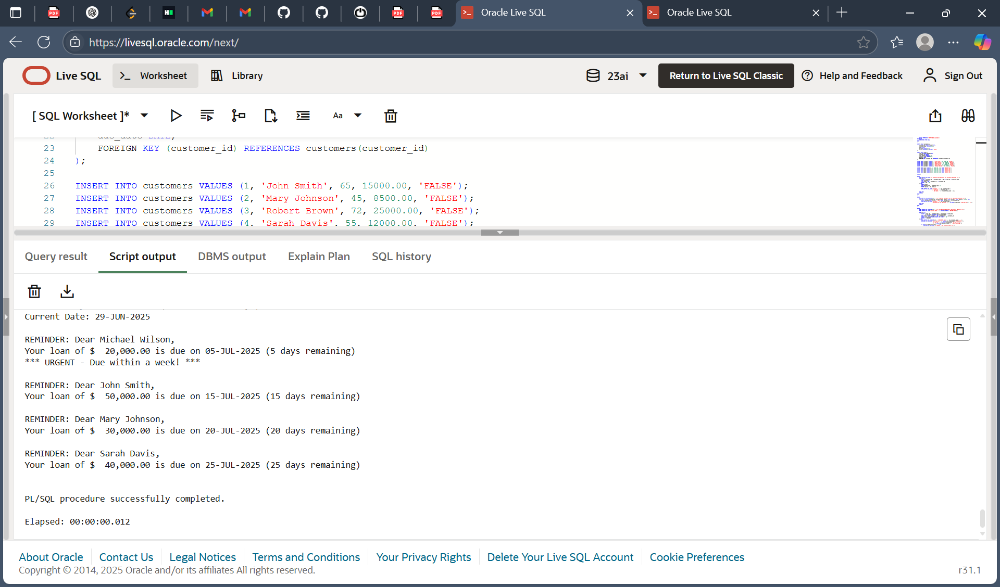 Oracle Live SQL
Oracle Live SQL
https://livesql.oracle.com/next/
Live SQL
Worksheet
Library
23ai
Return to Live SQL Classic
Help and Feedback
Sign Out
[ SQL Worksheet ]*
Aa
23 FOREIGN KEY (customer_id) REFERENCES customers(customer_id)
24 );
25
26 INSERT INTO customers VALUES (1, 'John Smith', 65, 15000.00, 'FALSE');
27 INSERT INTO customers VALUES (2, 'Mary Johnson', 45, 8500.00, 'FALSE');
28 INSERT INTO customers VALUES (3, 'Robert Brown', 72, 25000.00, 'FALSE');
29 INSERT INTO customers VALUES (4, 'Sarah Davis', 55, 12000.00, 'FALSE');
Query result
Script output
DBMS output
Explain Plan
SQL history
Current Date: 29-JUN-2025
REMINDER: Dear Michael Wilson,
Your loan of $  20,000.00 is due on 05-JUL-2025 (5 days remaining)
*** URGENT - Due within a week! ***
REMINDER: Dear John Smith,
Your loan of $  50,000.00 is due on 15-JUL-2025 (15 days remaining)
REMINDER: Dear Mary Johnson,
Your loan of $  30,000.00 is due on 20-JUL-2025 (20 days remaining)
REMINDER: Dear Sarah Davis,
Your loan of $  40,000.00 is due on 25-JUL-2025 (25 days remaining)
PL/SQL procedure successfully completed.
Elapsed: 00:00:00.012
About Oracle
Contact Us
Legal Notices
Terms and Conditions
Your Privacy Rights
Delete Your Live SQL Account
Cookie Preferences
Copyright © 2014, 2025 Oracle and/or its affiliates All rights reserved.
r31.1